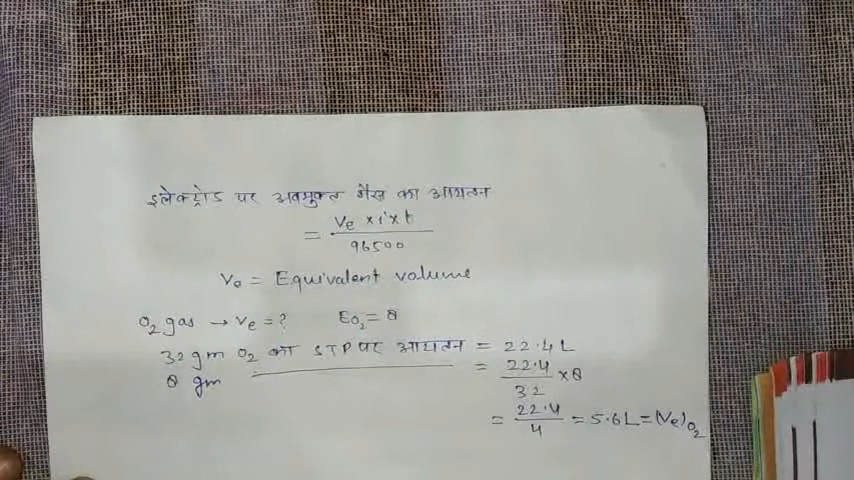 इलेक्ट्रोड पर अवमुक्त गैस का आयतन
= Ve × i × t / 96500
Ve = Equivalent volume
O2 gas → Ve = ? EO2 = 8
32 gm O2 का STP पर आयतन = 22.4 L
8 gm = 22.4 / 32 × 8
= 22.4 / 4 = 5.6 L = (Ve)O2